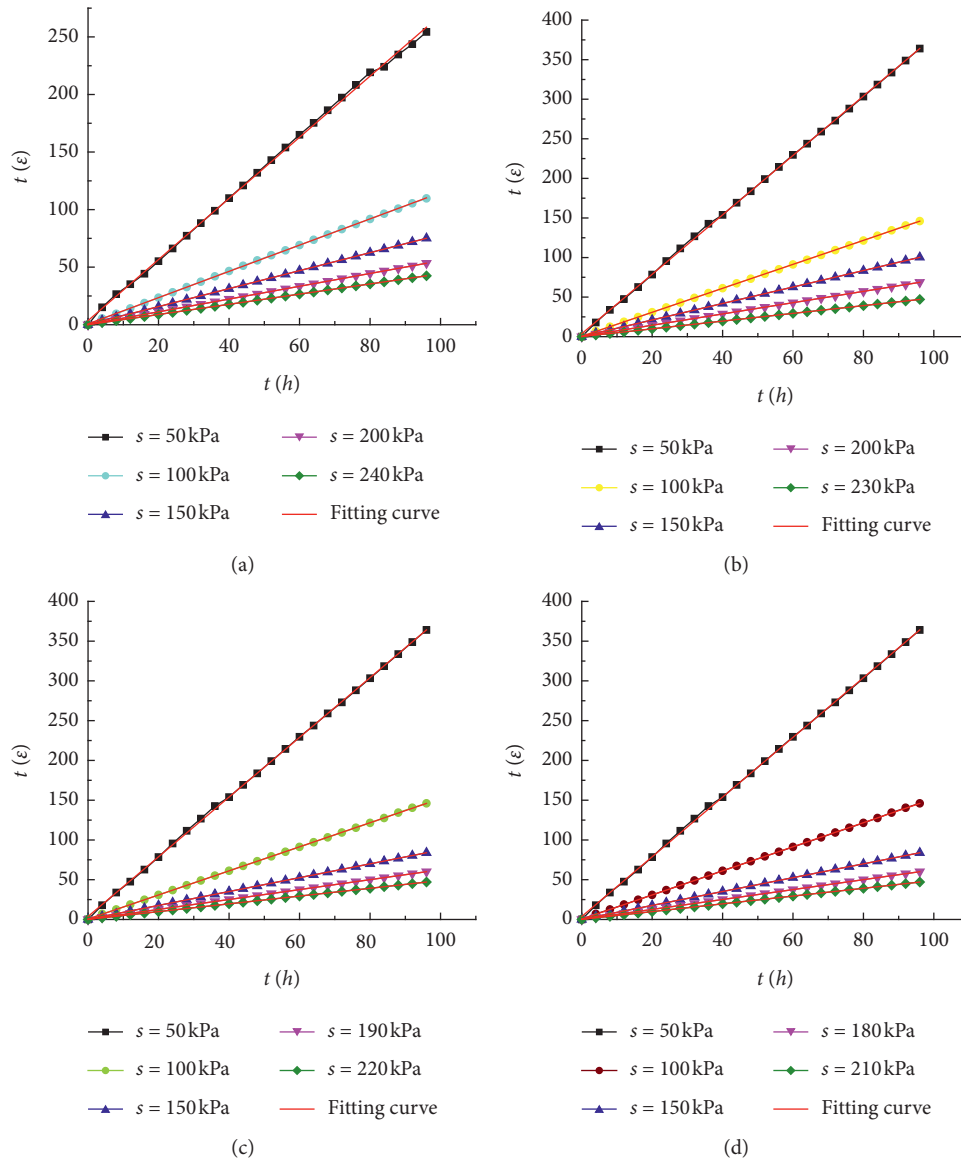 250
200
150
100
50
0
t (ε)
0 20 40 60 80 100
t (h)
s = 50 kPa
s = 100 kPa
s = 150 kPa
s = 200 kPa
s = 240 kPa
Fitting curve
(a)
400
350
300
250
200
150
100
50
0
t (ε)
0 20 40 60 80 100
t (h)
s = 50 kPa
s = 100 kPa
s = 150 kPa
s = 200 kPa
s = 230 kPa
Fitting curve
(b)
400
350
300
250
200
150
100
50
0
t (ε)
0 20 40 60 80 100
t (h)
s = 50 kPa
s = 100 kPa
s = 150 kPa
s = 190 kPa
s = 220 kPa
Fitting curve
(c)
400
350
300
250
200
150
100
50
0
t (ε)
0 20 40 60 80 100
t (h)
s = 50 kPa
s = 100 kPa
s = 150 kPa
s = 180 kPa
s = 210 kPa
Fitting curve
(d)